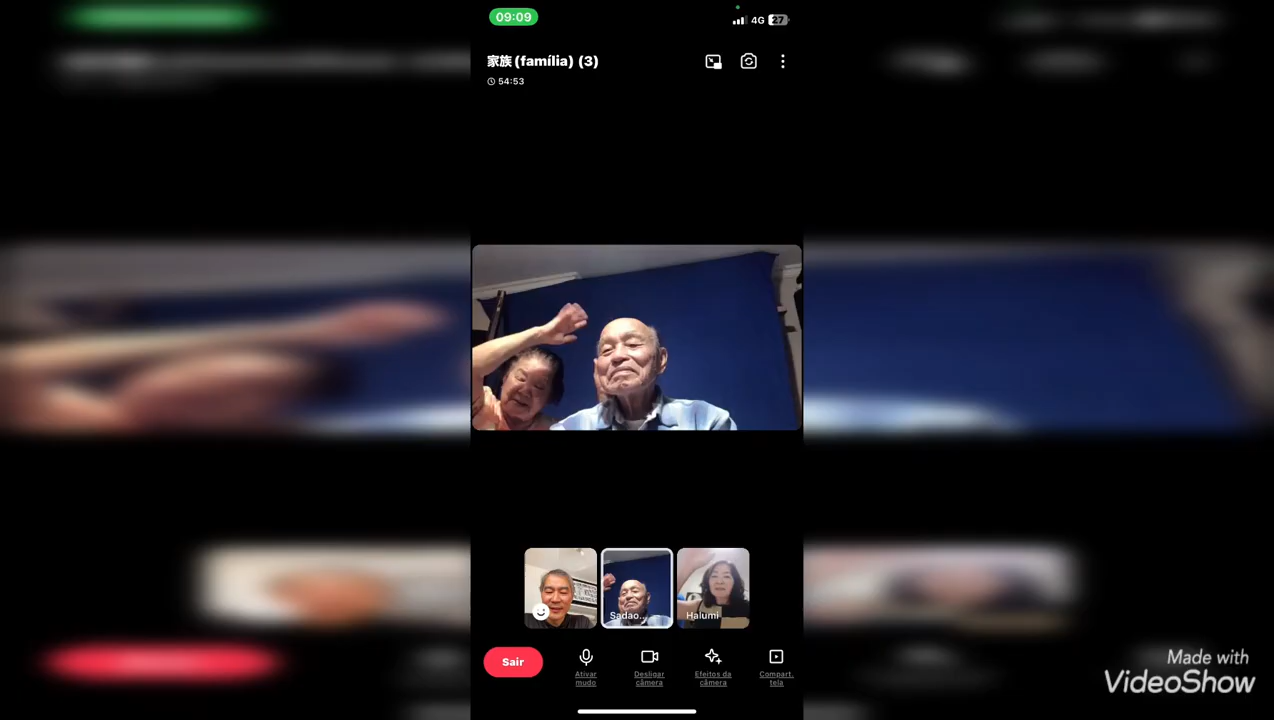 09:09
4G 27
家族 (família) (3)
54:53
Sadao...
Halumi
Sair
Ativar
mudo
Desligar
câmera
Efeitos da
câmera
Compart.
tela
Made with
VideoShow